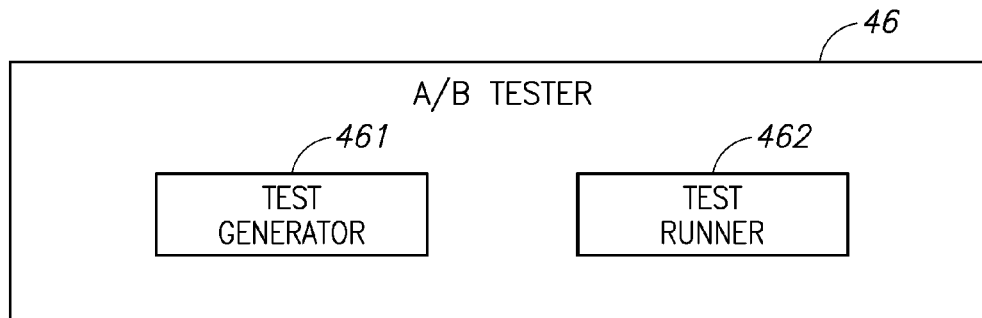 46
A/B TESTER
461
462
TEST
GENERATOR
TEST
RUNNER